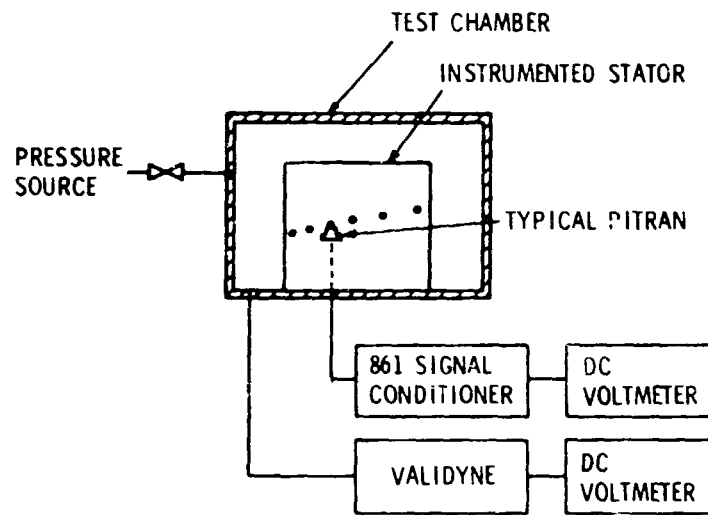 TEST CHAMBER
INSTRUMENTED STATOR
PRESSURE
SOURCE
TYPICAL PITRAN
861 SIGNAL
CONDITIONER
DC
VOLTMETER
VALIDYNE
DC
VOLTMETER